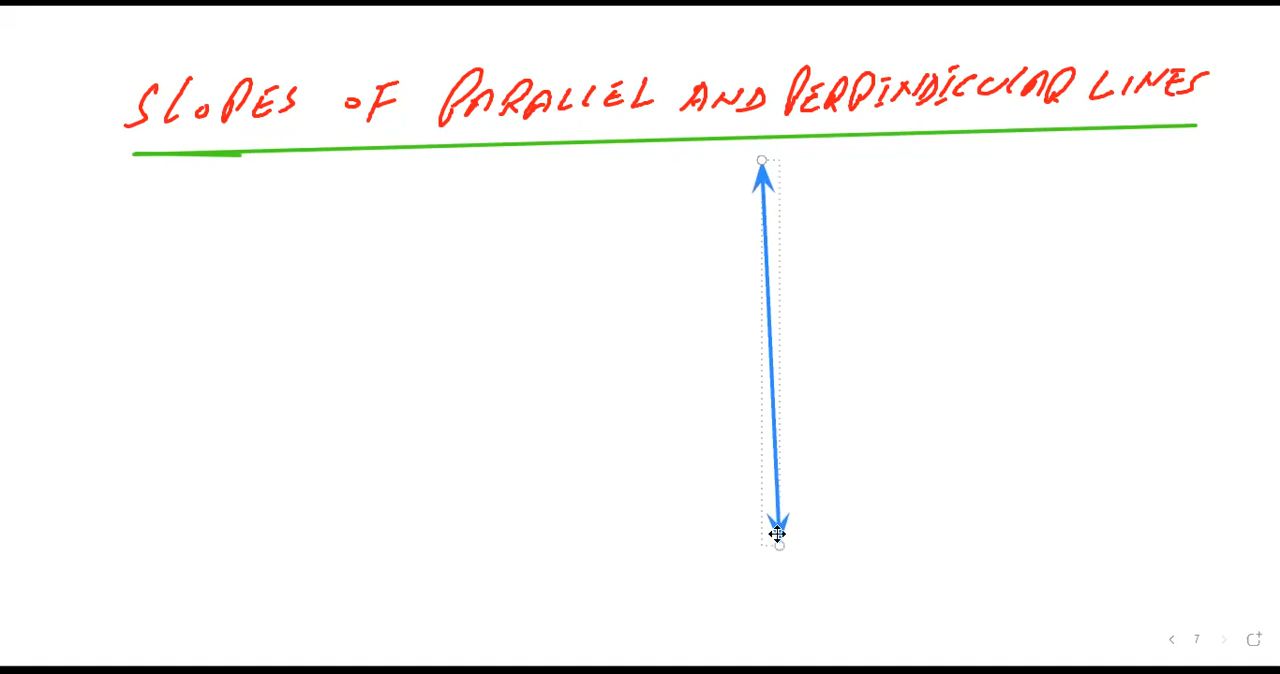 SLOPES OF PARALLEL AND PERPINDICULAR LINES
7